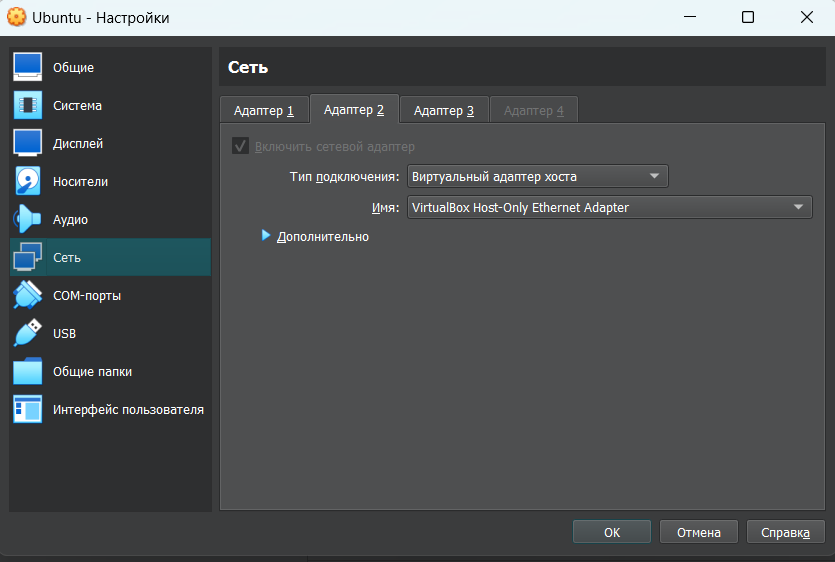 Ubuntu - Настройки
Общие
Система
Дисплей
Носители
Аудио
Сеть
COM-порты
USB
Общие папки
Интерфейс пользователя
Сеть
Адаптер 1
Адаптер 2
Адаптер 3
Адаптер 4
Включить сетевой адаптер
Тип подключения: Виртуальный адаптер хоста
Имя: VirtualBox Host-Only Ethernet Adapter
Дополнительно
OK
Отмена
Справка